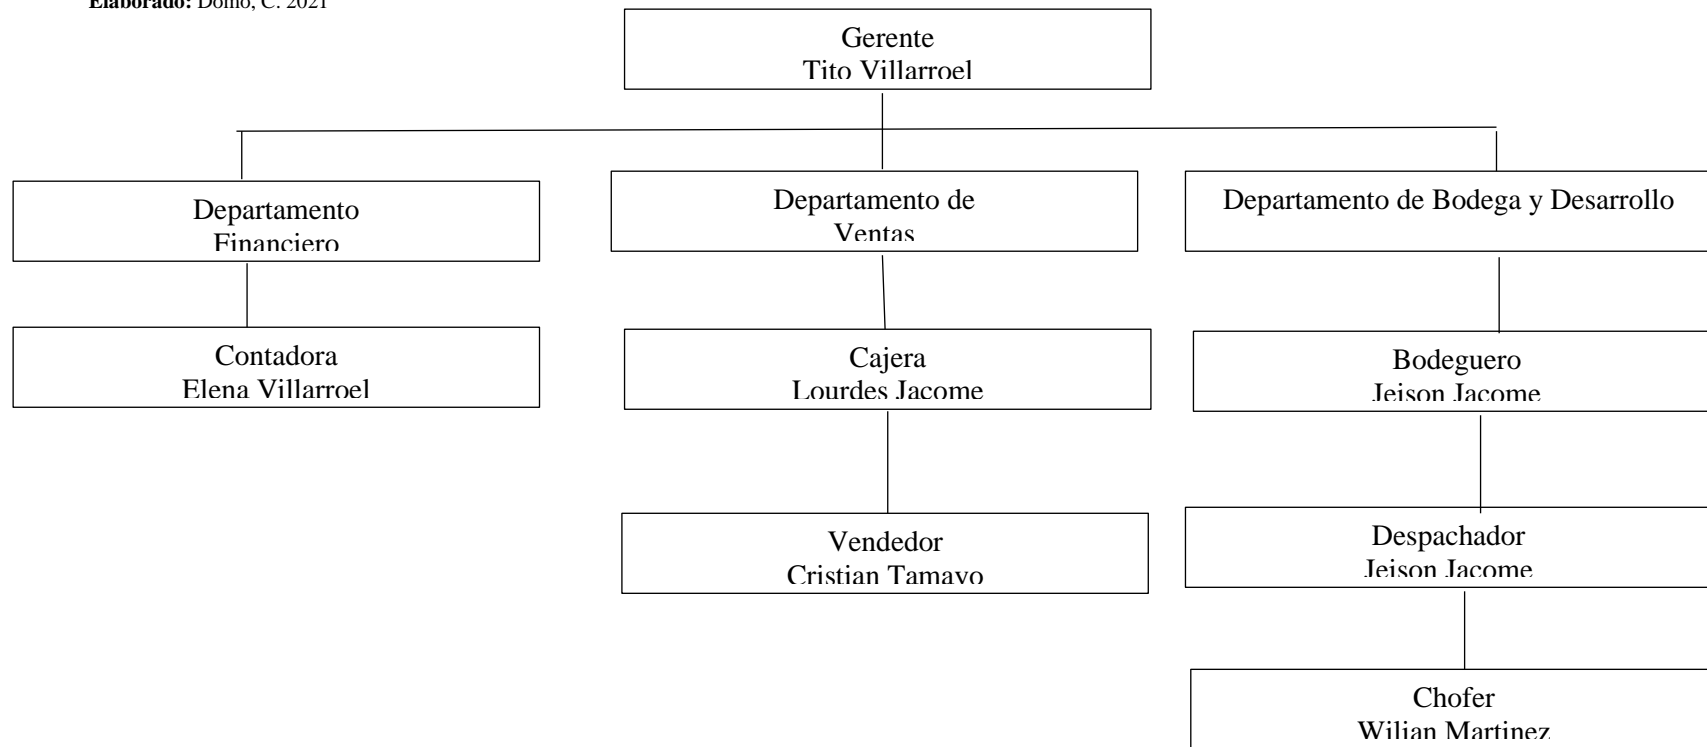 Elaborado: Domo, C. 2021
Gerente
Tito Villarroel
Departamento
Financiero
Departamento de
Ventas
Departamento de Bodega y Desarrollo
Contadora
Elena Villarroel
Cajera
Lourdes Jacome
Bodeguero
Jeison Jacome
Vendedor
Cristian Tamayo
Despachador
Jeison Jacome
Chofer
Wilian Martinez